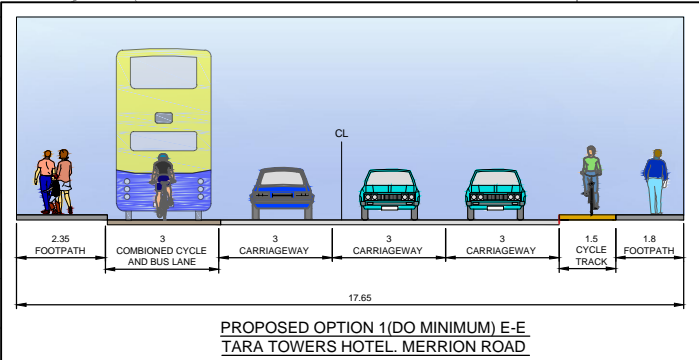 CL
2.35
FOOTPATH
3
COMBIONED CYCLE
AND BUS LANE
3
CARRIAGEWAY
3
CARRIAGEWAY
3
CARRIAGEWAY
1.5
CYCLE
TRACK
1.8
FOOTPATH
17.65
PROPOSED OPTION 1(DO MINIMUM) E-E
TARA TOWERS HOTEL. MERRION ROAD